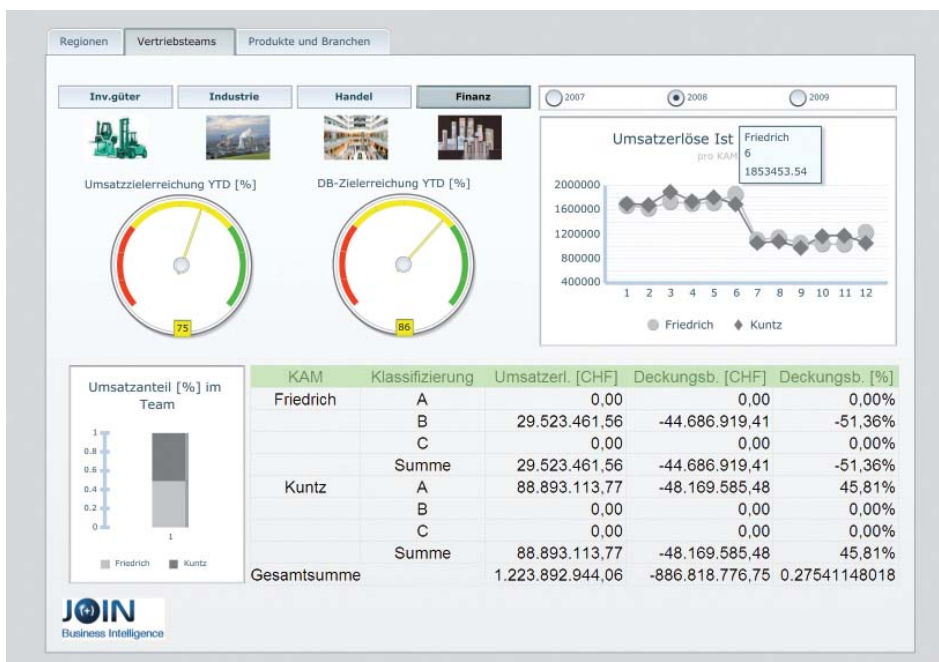 Regionen Vertriebsteams Produkte und Branchen
Inv.güter Industrie Handel Finanz
2007 2008 2009
Umsatzzielerreichung YTD [%] DB-Zielerreichung YTD [%]
75 86
Umsatzerlöse Ist
pro KAM
Friedrich
6
1853453.54
2000000
1600000
1200000
800000
400000
1 2 3 4 5 6 7 8 9 10 11 12
Friedrich Kuntz
Umsatzanteil [%] im
Team
1
0.8
0.6
0.4
0.2
0
1
Friedrich Kuntz
KAM Klassifizierung Umsatzerl. [CHF] Deckungsb. [CHF] Deckungsb. [%]
Friedrich A 0,00 0,00 0,00%
B 29.523.461,56 -44.686.919,41 -51,36%
C 0,00 0,00 0,00%
Summe 29.523.461,56 -44.686.919,41 -51,36%
Kuntz A 88.893.113,77 -48.169.585,48 45,81%
B 0,00 0,00 0,00%
C 0,00 0,00 0,00%
Summe 88.893.113,77 -48.169.585,48 45,81%
Gesamtsumme 1.223.892.944,06 -886.818.776,75 0.27541148018
JOIN
Business Intelligence